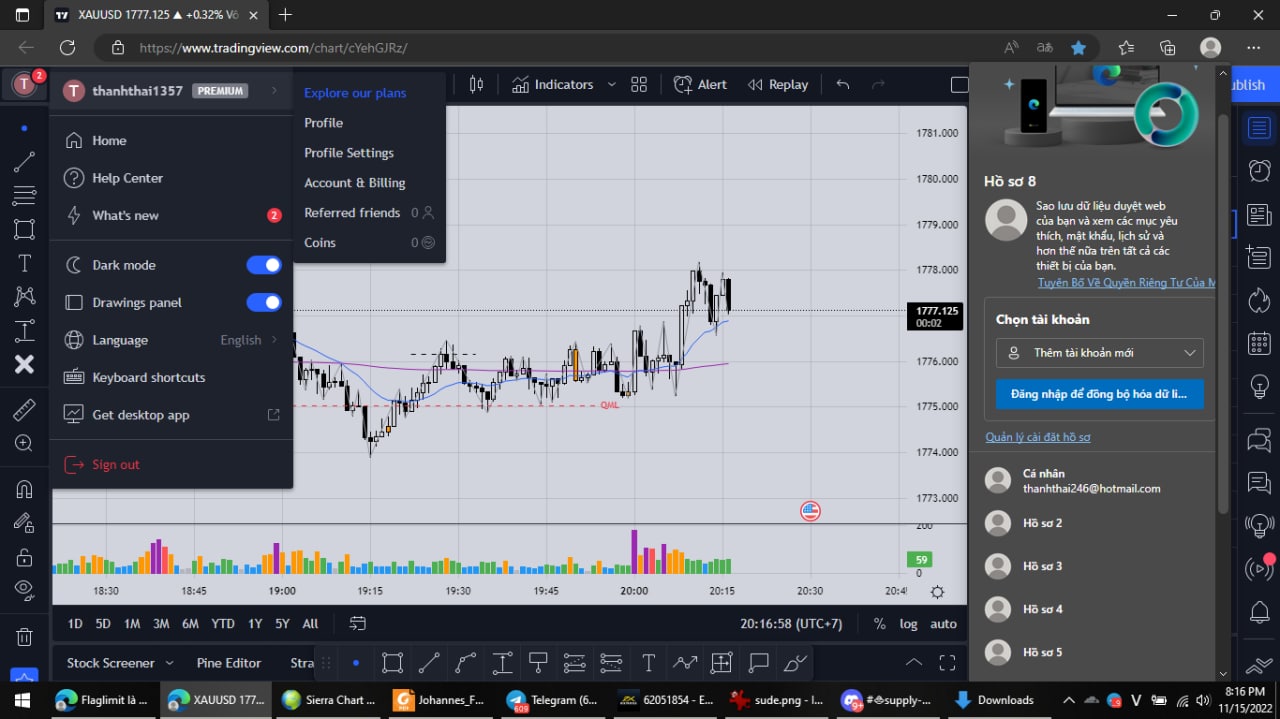 XAUUSD 1777.125 ▲ +0.32% Vô
https://www.tradingview.com/chart/cYehGJRz/
T
2
T thanhthai1357 PREMIUM
Home
Help Center
What's new 2
Dark mode
Drawings panel
Language English
Keyboard shortcuts
Get desktop app
Sign out
Explore our plans
Profile
Profile Settings
Account & Billing
Referred friends 0
Coins 0
Indicators
Alert
Replay
ublish
1781.000
1780.000
1779.000
1778.000
1777.125
00:02
1776.000
1775.000
1774.000
1773.000
QML
200
59
0
18:30 18:45 19:00 19:15 19:30 19:45 20:00 20:15 20:30 20:4
1D 5D 1M 3M 6M YTD 1Y 5Y All
20:16:58 (UTC+7) % log auto
Stock Screener Pine Editor Stra
Hồ sơ 8
Sao lưu dữ liệu duyệt web
của bạn và xem các mục yêu
thích, mật khẩu, lịch sử và
hơn thế nữa trên tất cả các
thiết bị của bạn.
Tuyên Bố Về Quyền Riêng Tư Của M
Chọn tài khoản
Thêm tài khoản mới
Đăng nhập để đồng bộ hóa dữ li...
Quản lý cài đặt hồ sơ
Cá nhân
thanhthai246@hotmail.com
Hồ sơ 2
Hồ sơ 3
Hồ sơ 4
Hồ sơ 5
Flaglimit là ... XAUUSD 177... Sierra Chart ... Johannes_F... Telegram (6... 62051854 - E... sude.png - I... #🔅supply-... Downloads
609
9+
V
8:16 PM
11/15/2022